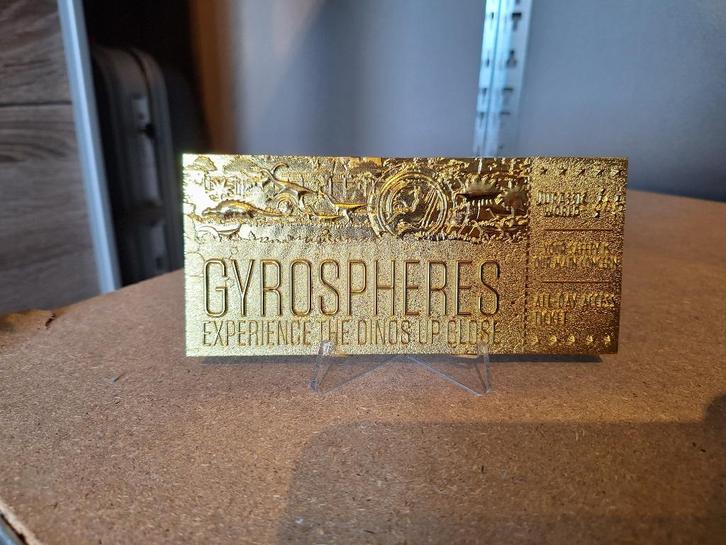 GYROSPHERES
EXPERIENCE THE DINOS UP CLOSE
JURASSIC
WORLD
ALL-DAY ACCESS
TICKET